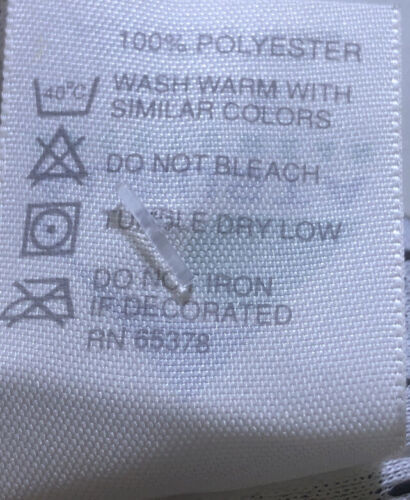 100% POLYESTER
40°C WASH WARM WITH
SIMILAR COLORS
DO NOT BLEACH
TUMBLE DRY LOW
DO NOT IRON
IF DECORATED
RN 65378